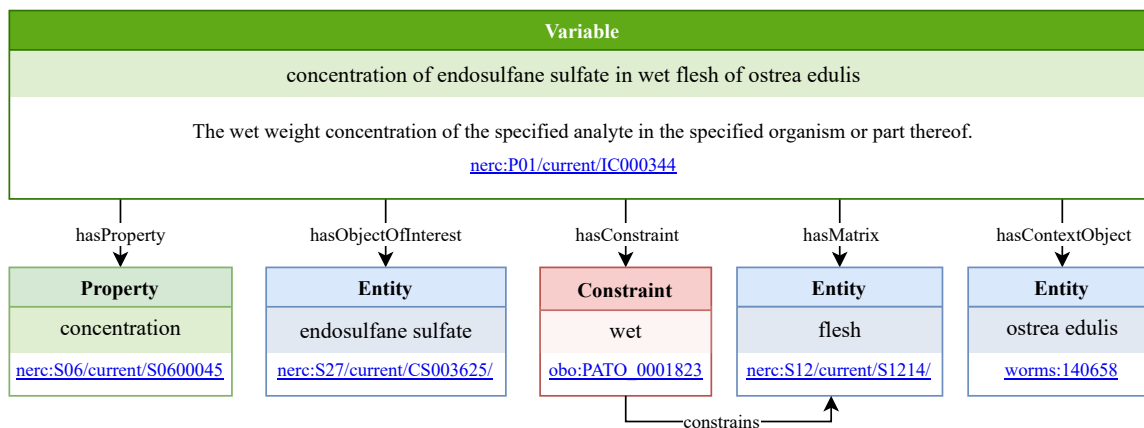 Variable
concentration of endosulfane sulfate in wet flesh of ostrea edulis
The wet weight concentration of the specified analyte in the specified organism or part thereof.
nerc:P01/current/IC000344
hasProperty
hasObjectOfInterest
hasConstraint
hasMatrix
hasContextObject
Property
concentration
nerc:S06/current/S0600045
Entity
endosulfane sulfate
nerc:S27/current/CS003625/
Constraint
wet
obo:PATO_0001823
Entity
flesh
nerc:S12/current/S1214/
Entity
ostrea edulis
worms:140658
constrains